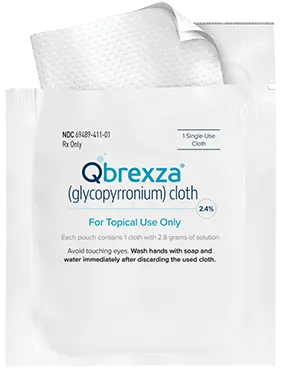 NDC 69489-411-01
Rx Only
1 Single-Use
Cloth
Qbrexza®
(glycopyrronium) cloth
2.4%
For Topical Use Only
Each pouch contains 1 cloth with 2.8 grams of solution
Avoid touching eyes. Wash hands with soap and
water immediately after discarding the used cloth.